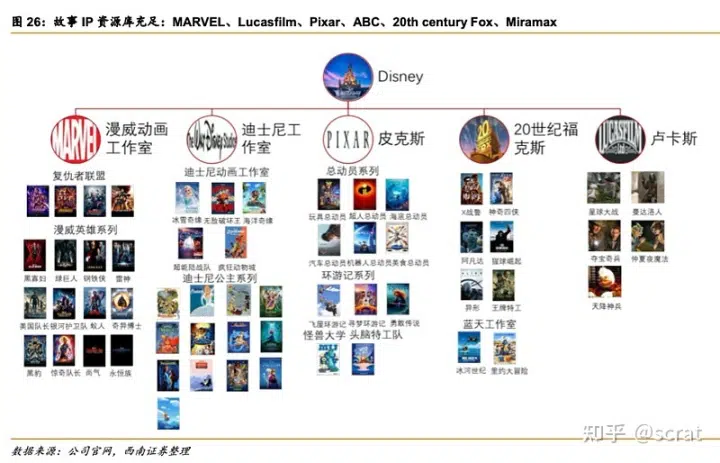 图 26：故事 IP 资源库充足：MARVEL、Lucasfilm、Pixar、ABC、20th century Fox、Miramax
Disney
MARVEL
漫威动画
工作室
The Walt Disney Studios
迪士尼工
作室
PIXAR
皮克斯
20世纪福
克斯
LUCASFILM
卢卡斯
复仇者联盟
漫威英雄系列
黑寡妇 绿巨人 钢铁侠 雷神
美国队长 银河护卫队 蚁人 奇异博士
黑豹 惊奇队长 尚气 永恒族
迪士尼动画工作室
冰雪奇缘 无敌破坏王 海洋奇缘
超能陆战队 疯狂动物城
迪士尼公主系列
总动员系列
玩具总动员 超人总动员 海底总动员
汽车总动员 机器人总动员 美食总动员
环游记系列
飞屋环游记 寻梦环游记 勇敢传说
怪兽大学 头脑特工队
X战警 神奇四侠
阿凡达 猩球崛起
异形 王牌特工
蓝天工作室
冰河世纪 里约大冒险
星球大战 曼达洛人
夺宝奇兵 仲夏夜魔法
天降神兵
知乎 @scrat
数据来源：公司官网，西南证券整理